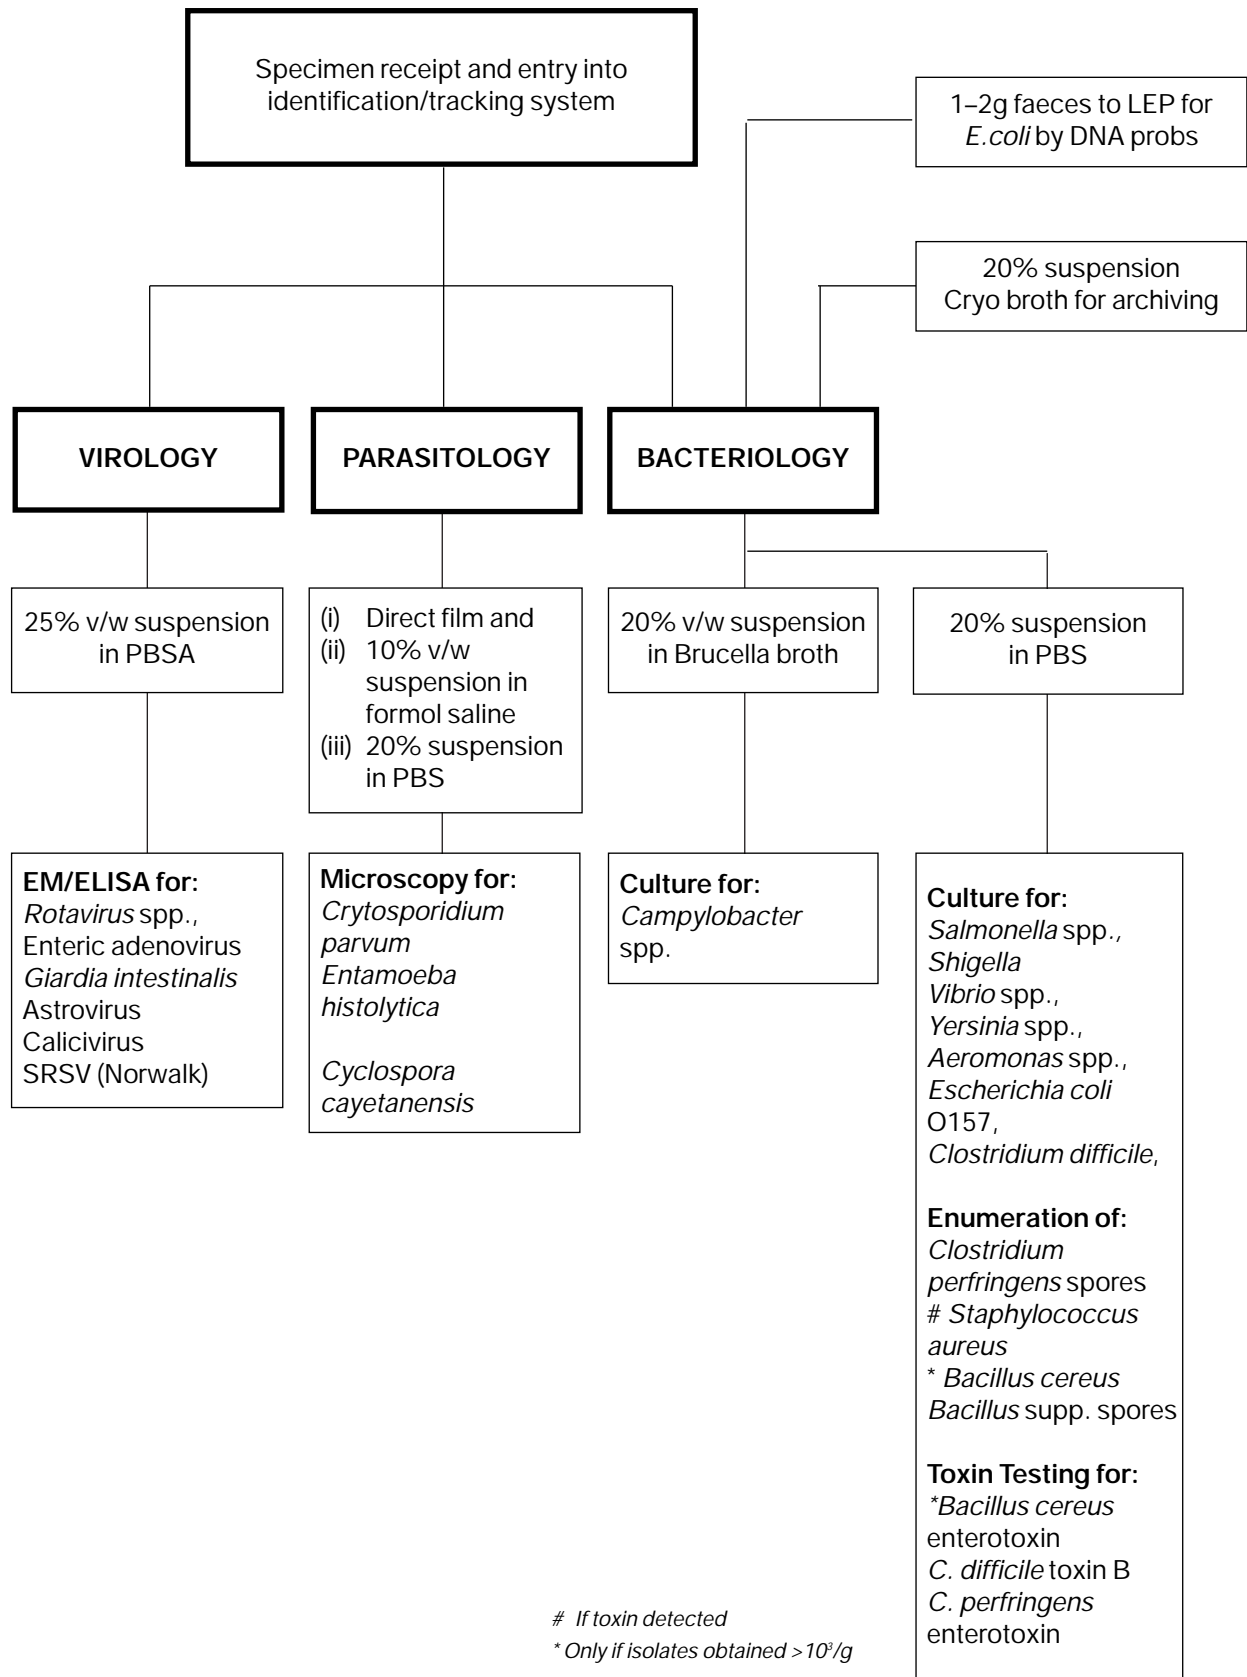 Specimen receipt and entry into
identification/tracking system
1–2g faeces to LEP for
E.coli by DNA probs
20% suspension
Cryo broth for archiving
VIROLOGY
PARASITOLOGY
BACTERIOLOGY
25% v/w suspension
in PBSA
(i) Direct film and
(ii) 10% v/w
suspension in
formol saline
(iii) 20% suspension
in PBS
20% v/w suspension
in Brucella broth
20% suspension
in PBS
EM/ELISA for:
Rotavirus spp.,
Enteric adenovirus
Giardia intestinalis
Astrovirus
Calicivirus
SRSV (Norwalk)
Microscopy for:
Crytosporidium
parvum
Entamoeba
histolytica
Cyclospora
cayetanensis
Culture for:
Campylobacter
spp.
Culture for:
Salmonella spp.,
Shigella
Vibrio spp.,
Yersinia spp.,
Aeromonas spp.,
Escherichia coli
O157,
Clostridium difficile,
Enumeration of:
Clostridium
perfringens spores
# Staphylococcus
aureus
* Bacillus cereus
Bacillus supp. spores
Toxin Testing for:
*Bacillus cereus
enterotoxin
C. difficile toxin B
C. perfringens
enterotoxin
# If toxin detected
* Only if isolates obtained >10³/g